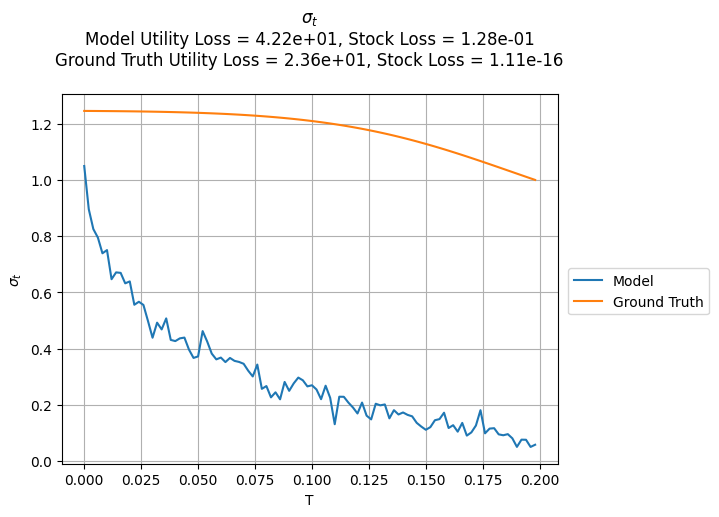 σt
Model Utility Loss = 4.22e+01, Stock Loss = 1.28e-01
Ground Truth Utility Loss = 2.36e+01, Stock Loss = 1.11e-16
1.2
1.0
0.8
0.6
0.4
0.2
0.0
σt
0.000 0.025 0.050 0.075 0.100 0.125 0.150 0.175 0.200
T
Model
Ground Truth